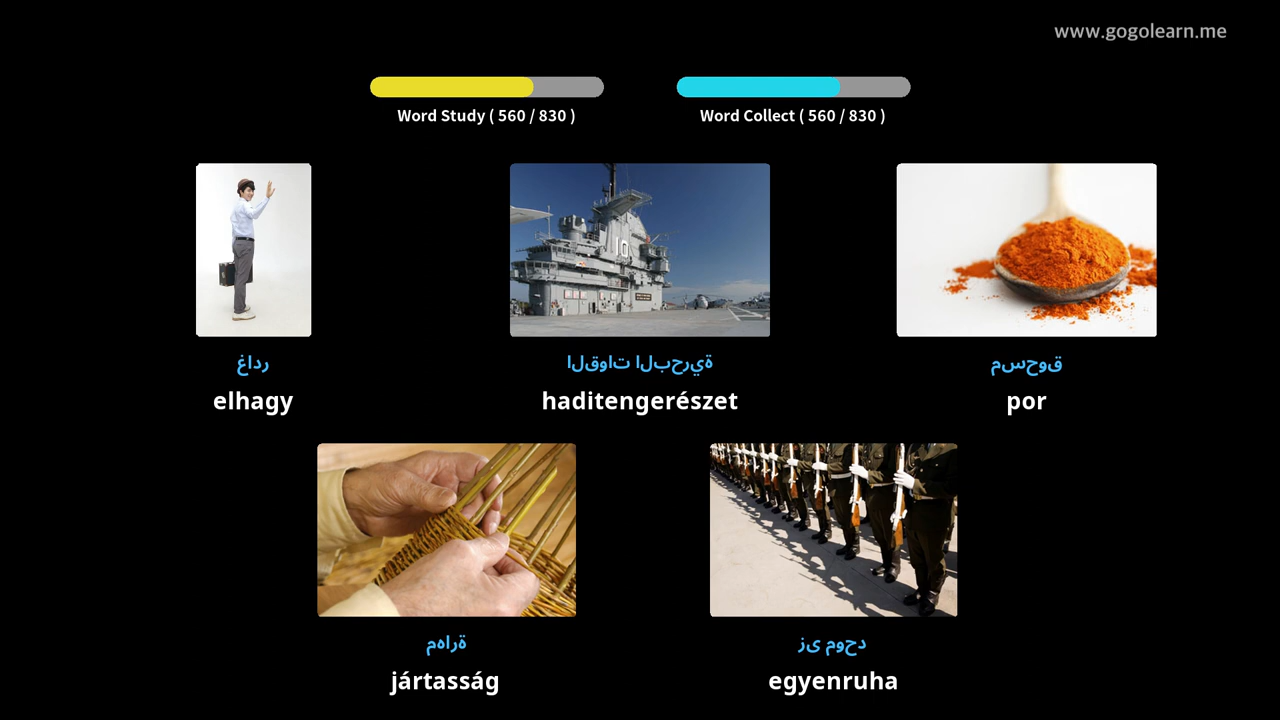 www.gogolearn.me
Word Study ( 560 / 830 )
Word Collect ( 560 / 830 )
غادر
القوات البحرية
مسحوق
elhagy
haditengerészet
por
مهارة
زى موحد
jártasság
egyenruha